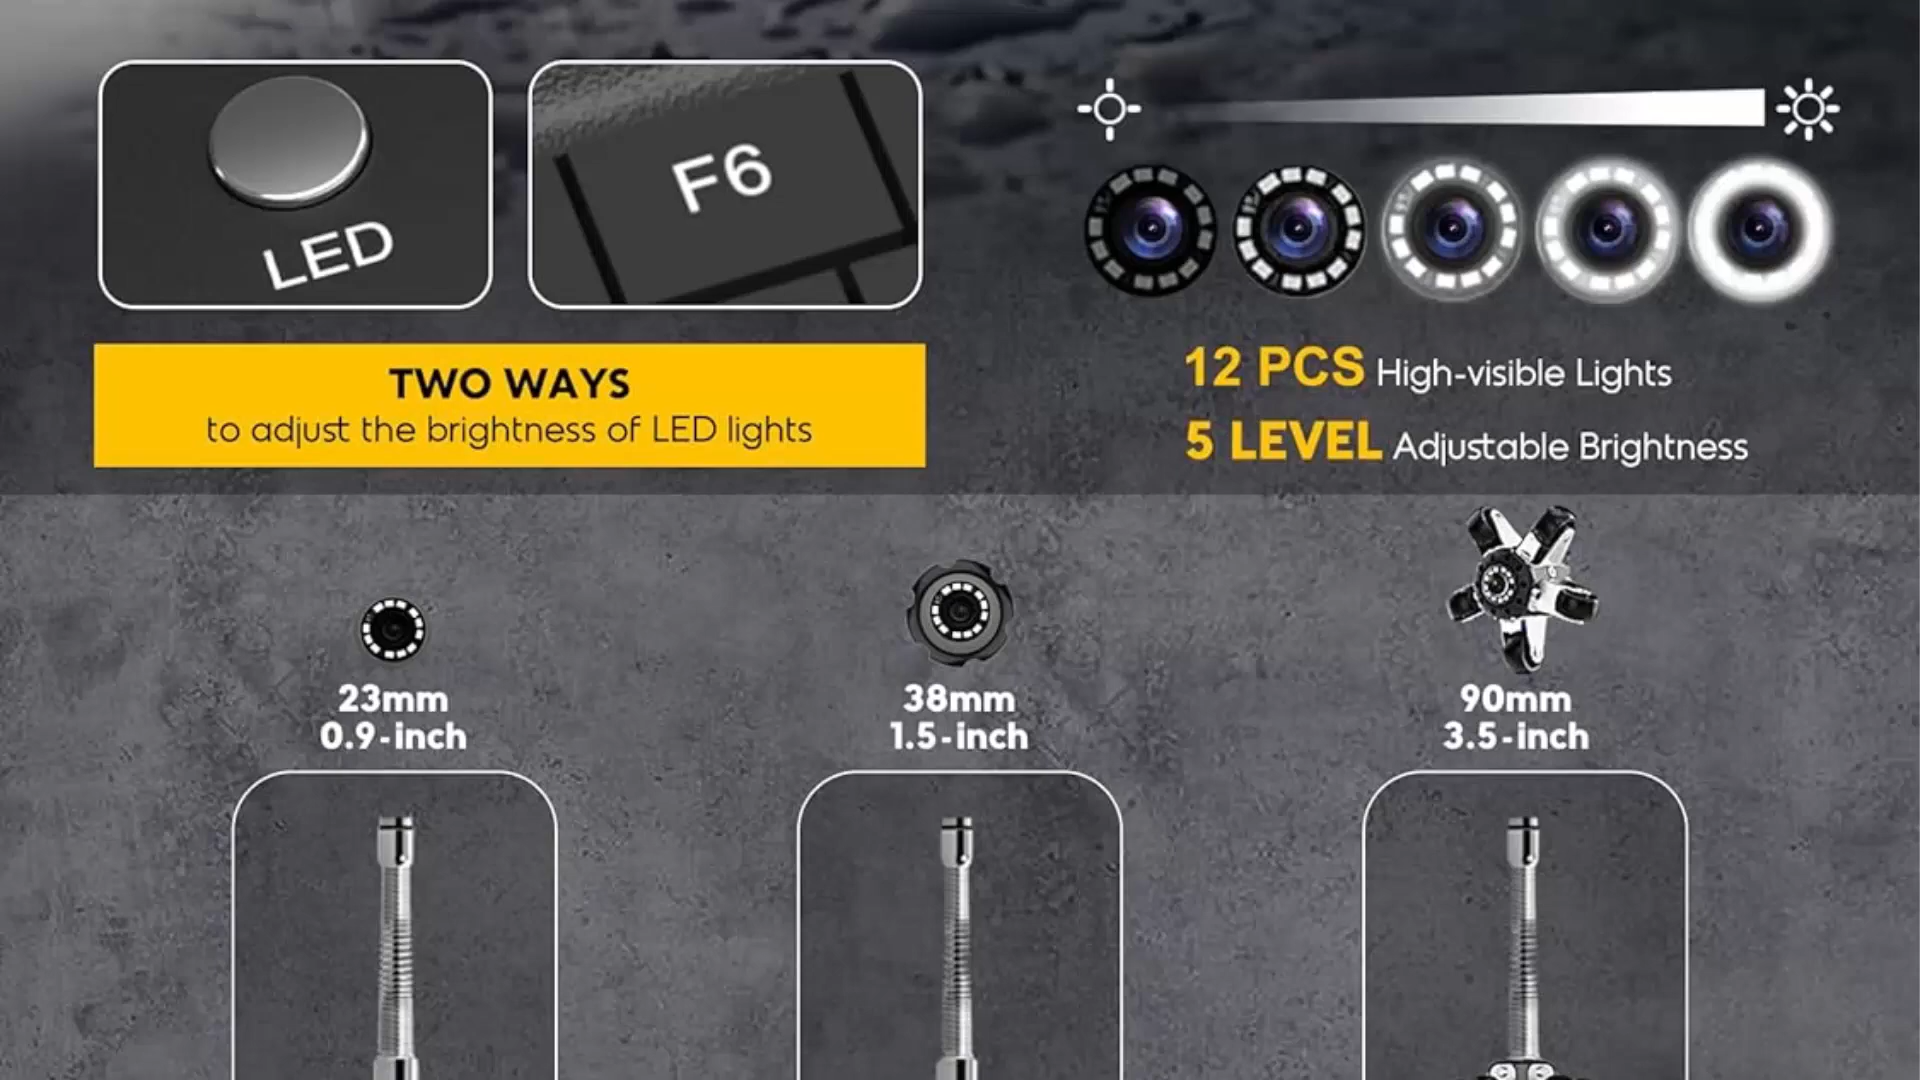 LED
F6
TWO WAYS
to adjust the brightness of LED lights
12 PCS High-visible Lights
5 LEVEL Adjustable Brightness
23mm
0.9-inch
38mm
1.5-inch
90mm
3.5-inch